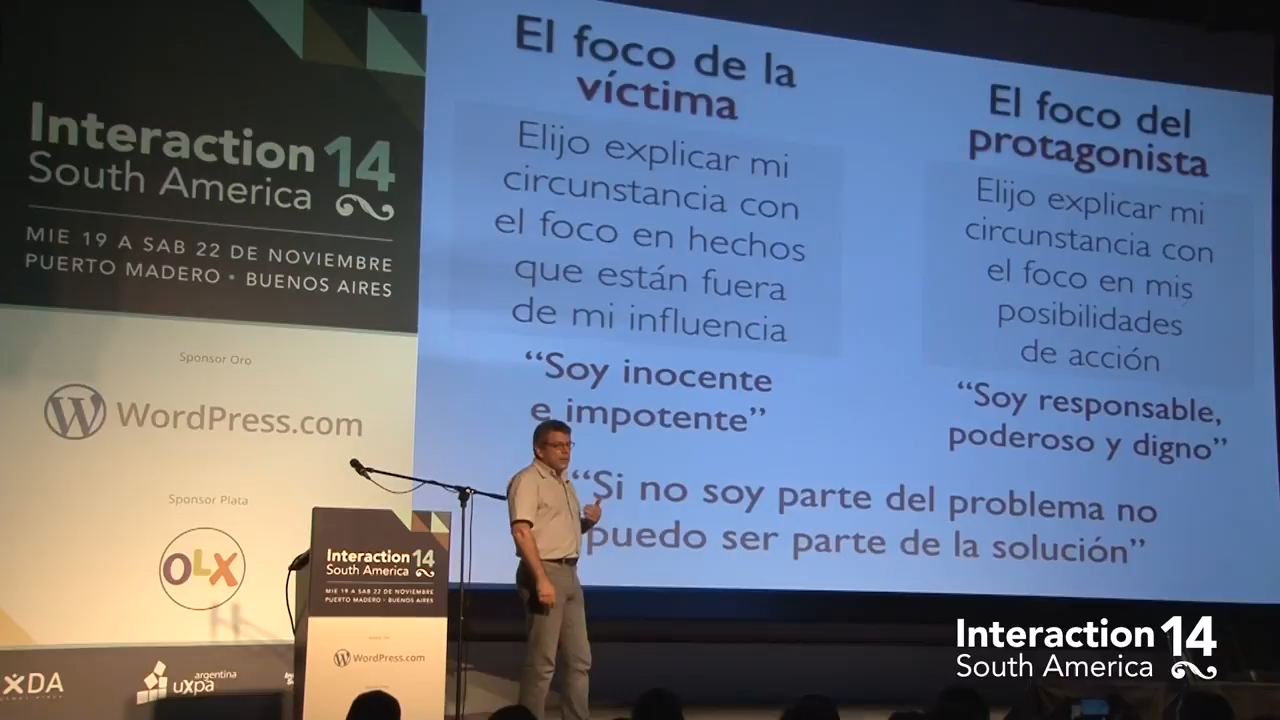 Interaction 14
South America
MIE 19 A SAB 22 DE NOVIEMBRE
PUERTO MADERO • BUENOS AIRES
Sponsor Oro
WordPress.com
Sponsor Plata
OLX
XDA
argentina
uxpa
El foco de la
víctima
Elijo explicar mi
circunstancia con
el foco en hechos
que están fuera
de mi influencia
“Soy inocente
e impotente”
El foco del
protagonista
Elijo explicar mi
circunstancia con
el foco en mis
posibilidades
de acción
“Soy responsable,
poderoso y digno”
“Si no soy parte del problema no
puedo ser parte de la solución”
Interaction 14
South America
MIE 19 A SAB 22 DE NOVIEMBRE
PUERTO MADERO • BUENOS AIRES
WordPress.com
Interaction 14
South America